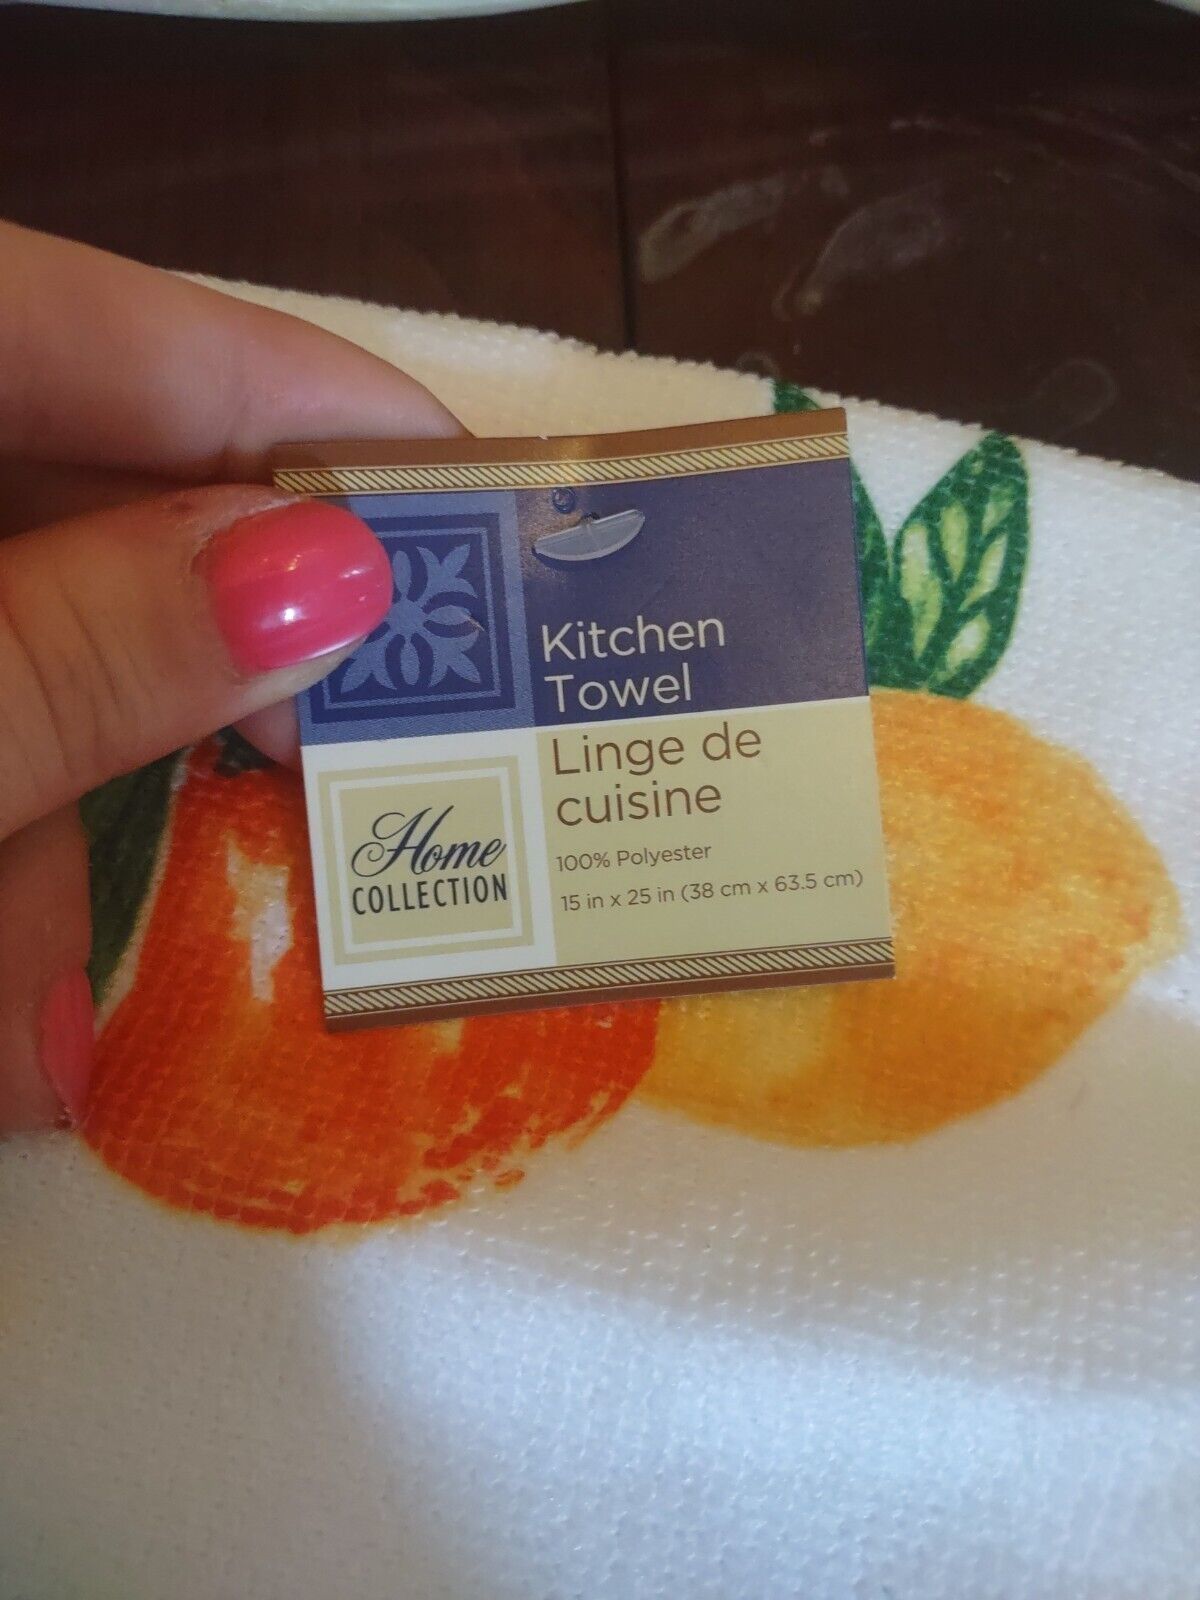 Kitchen
Towel
Linge de
cuisine
100% Polyester
15 in x 25 in (38 cm x 63.5 cm)
Home
COLLECTION